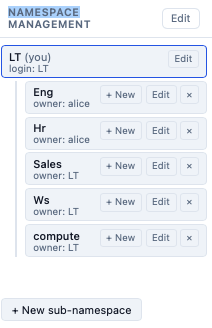 NAMESPACE
MANAGEMENT
Edit
LT (you)
login: LT
Edit
Eng
owner: alice
+ New
Edit
×
Hr
owner: alice
+ New
Edit
×
Sales
owner: LT
+ New
Edit
×
Ws
owner: LT
+ New
Edit
×
compute
owner: LT
+ New
Edit
×
+ New sub-namespace